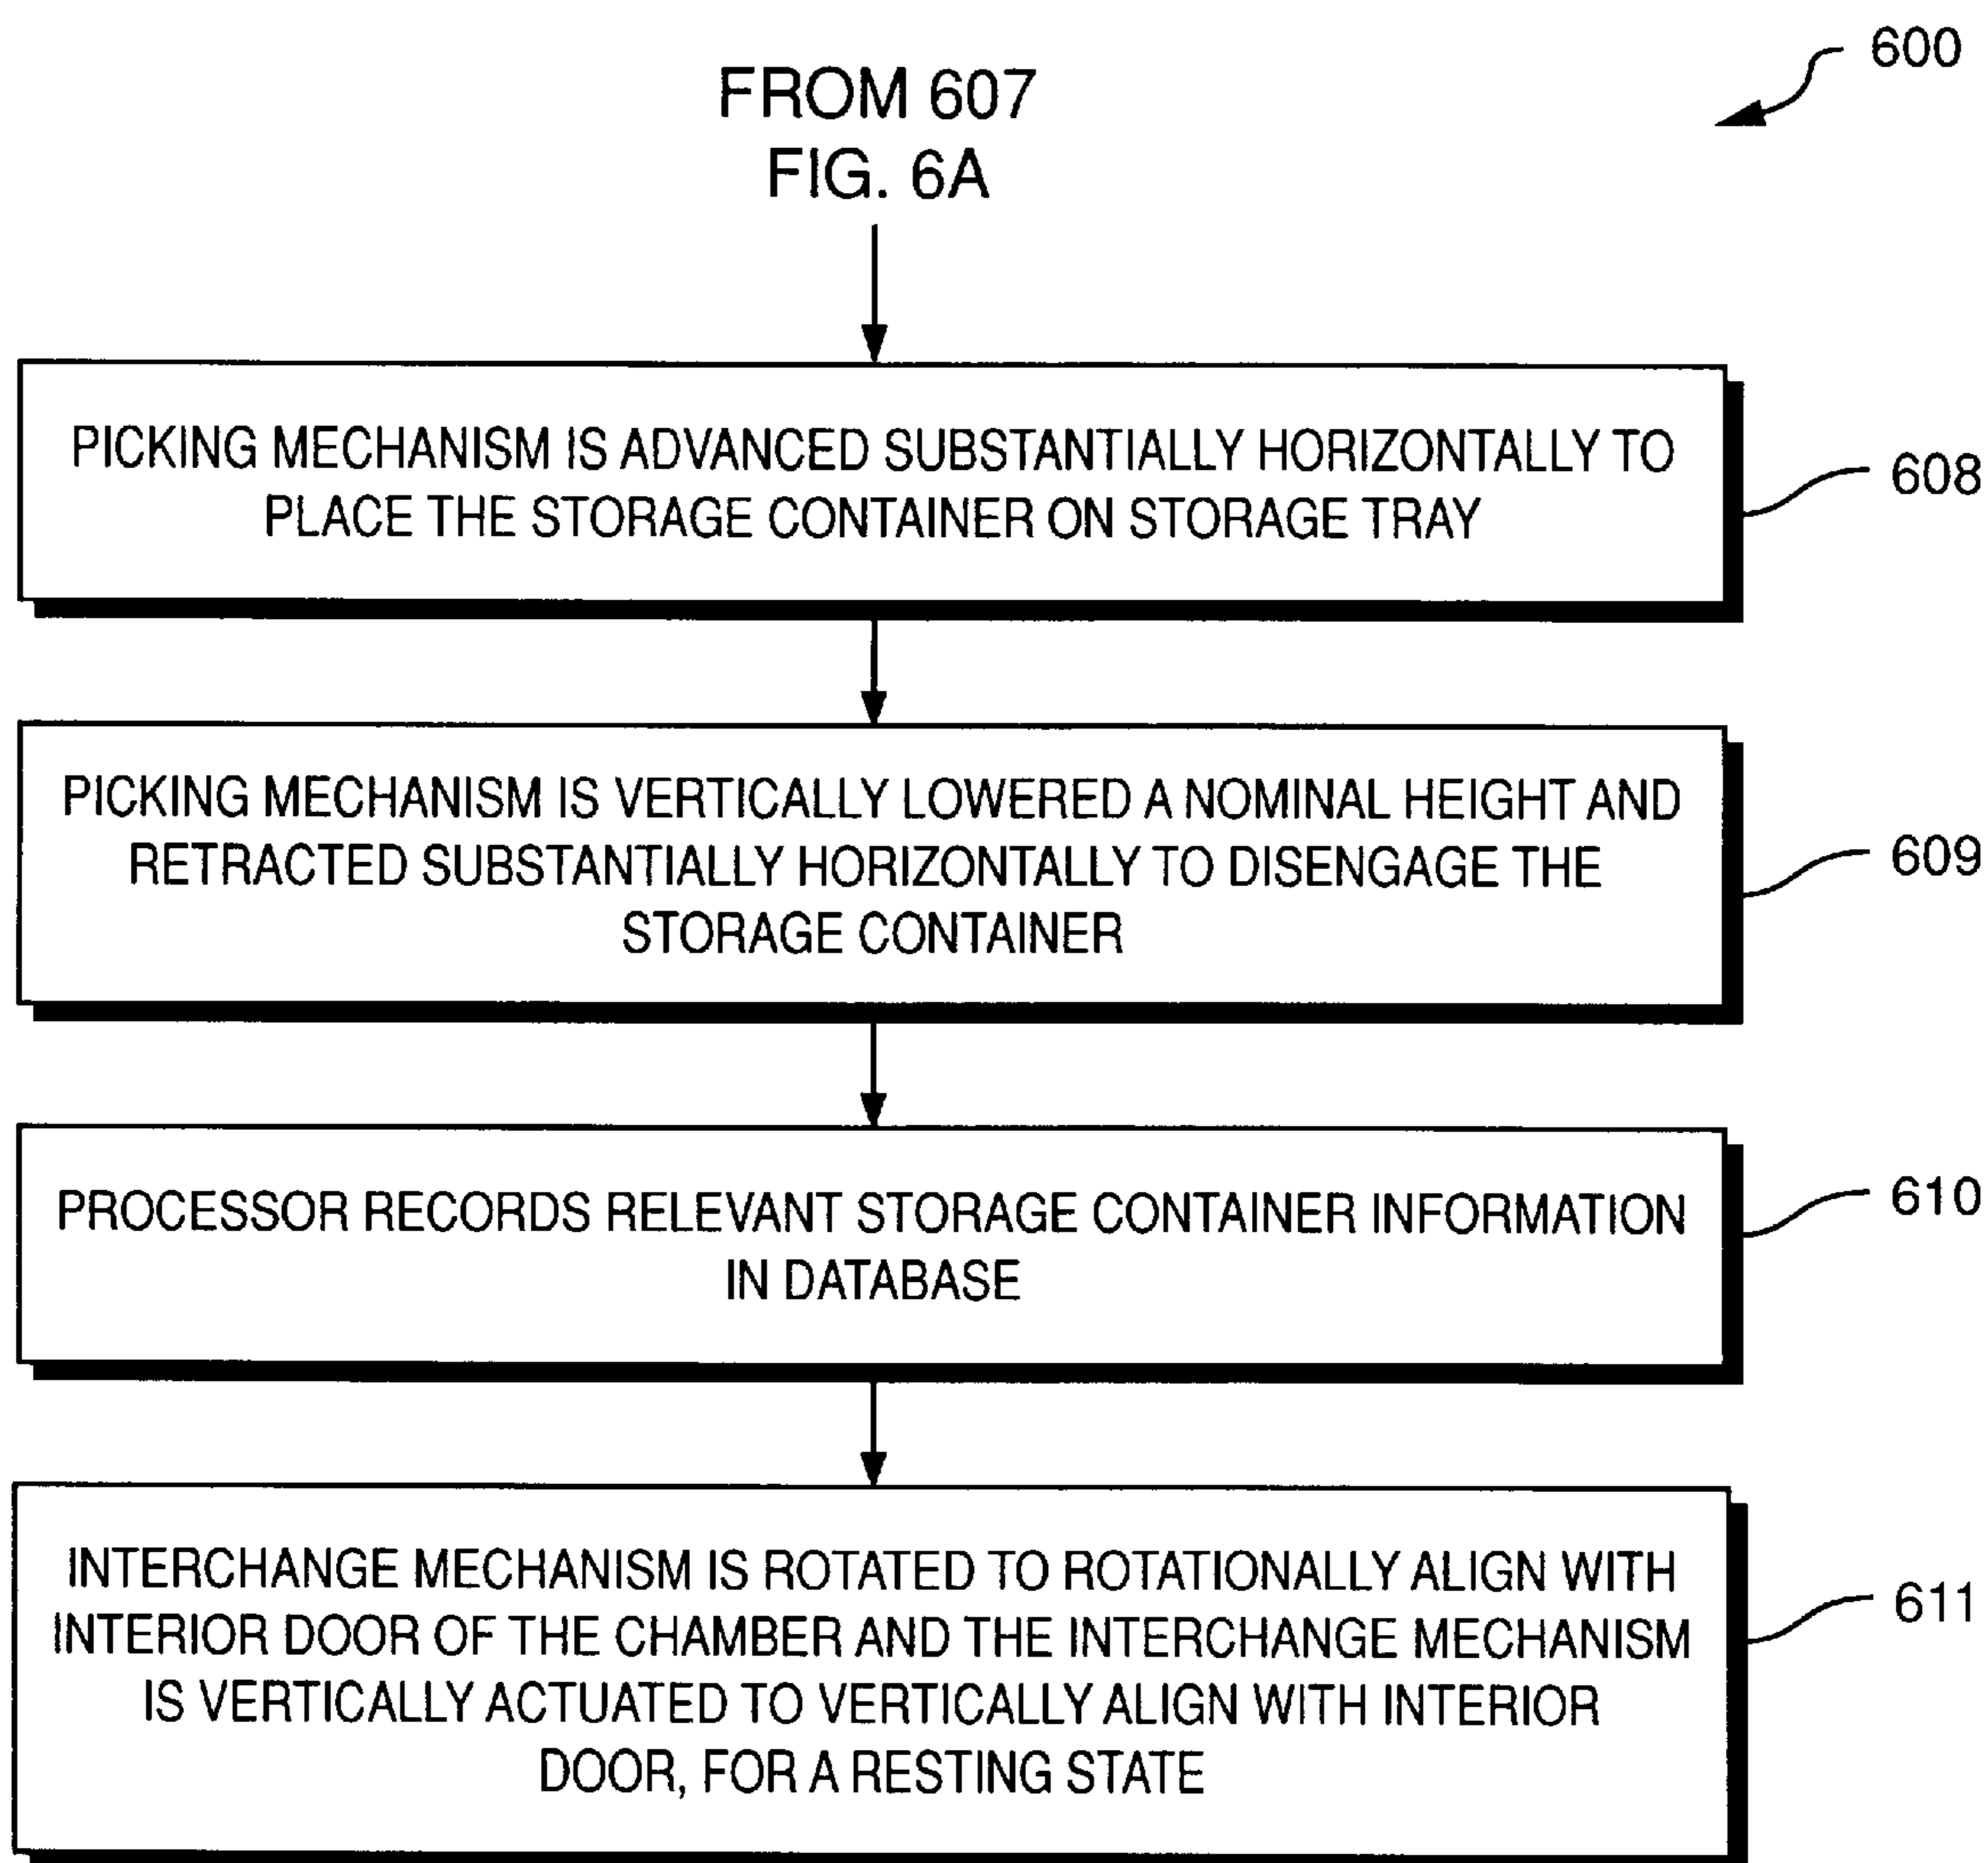 600
FROM 607
FIG. 6A
PICKING MECHANISM IS ADVANCED SUBSTANTIALLY HORIZONTALLY TO
PLACE THE STORAGE CONTAINER ON STORAGE TRAY
608
PICKING MECHANISM IS VERTICALLY LOWERED A NOMINAL HEIGHT AND
RETRACTED SUBSTANTIALLY HORIZONTALLY TO DISENGAGE THE
STORAGE CONTAINER
609
PROCESSOR RECORDS RELEVANT STORAGE CONTAINER INFORMATION
IN DATABASE
610
INTERCHANGE MECHANISM IS ROTATED TO ROTATIONALLY ALIGN WITH
INTERIOR DOOR OF THE CHAMBER AND THE INTERCHANGE MECHANISM
IS VERTICALLY ACTUATED TO VERTICALLY ALIGN WITH INTERIOR
DOOR, FOR A RESTING STATE
611